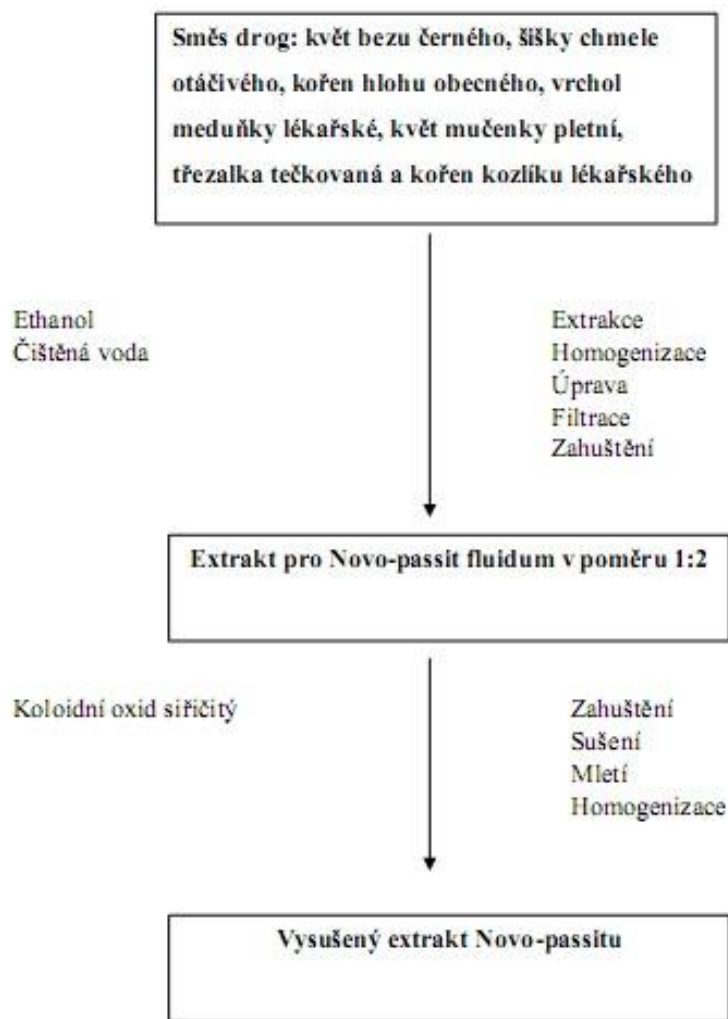 Směs drog: květ bezu černého, šišky chmele
otáčivého, kořen hlohu obecného, vrchol
meduňky lékařské, květ mučenky pletní,
třezalka tečkovaná a kořen kozlíku lékařského
Ethanol
Čištěná voda
Extrakce
Homogenizace
Úprava
Filtrace
Zahuštění
Extrakt pro Novo-passit fluidum v poměru 1:2
Koloidní oxid siřičitý
Zahuštění
Sušení
Mletí
Homogenizace
Vysušený extrakt Novo-passitu